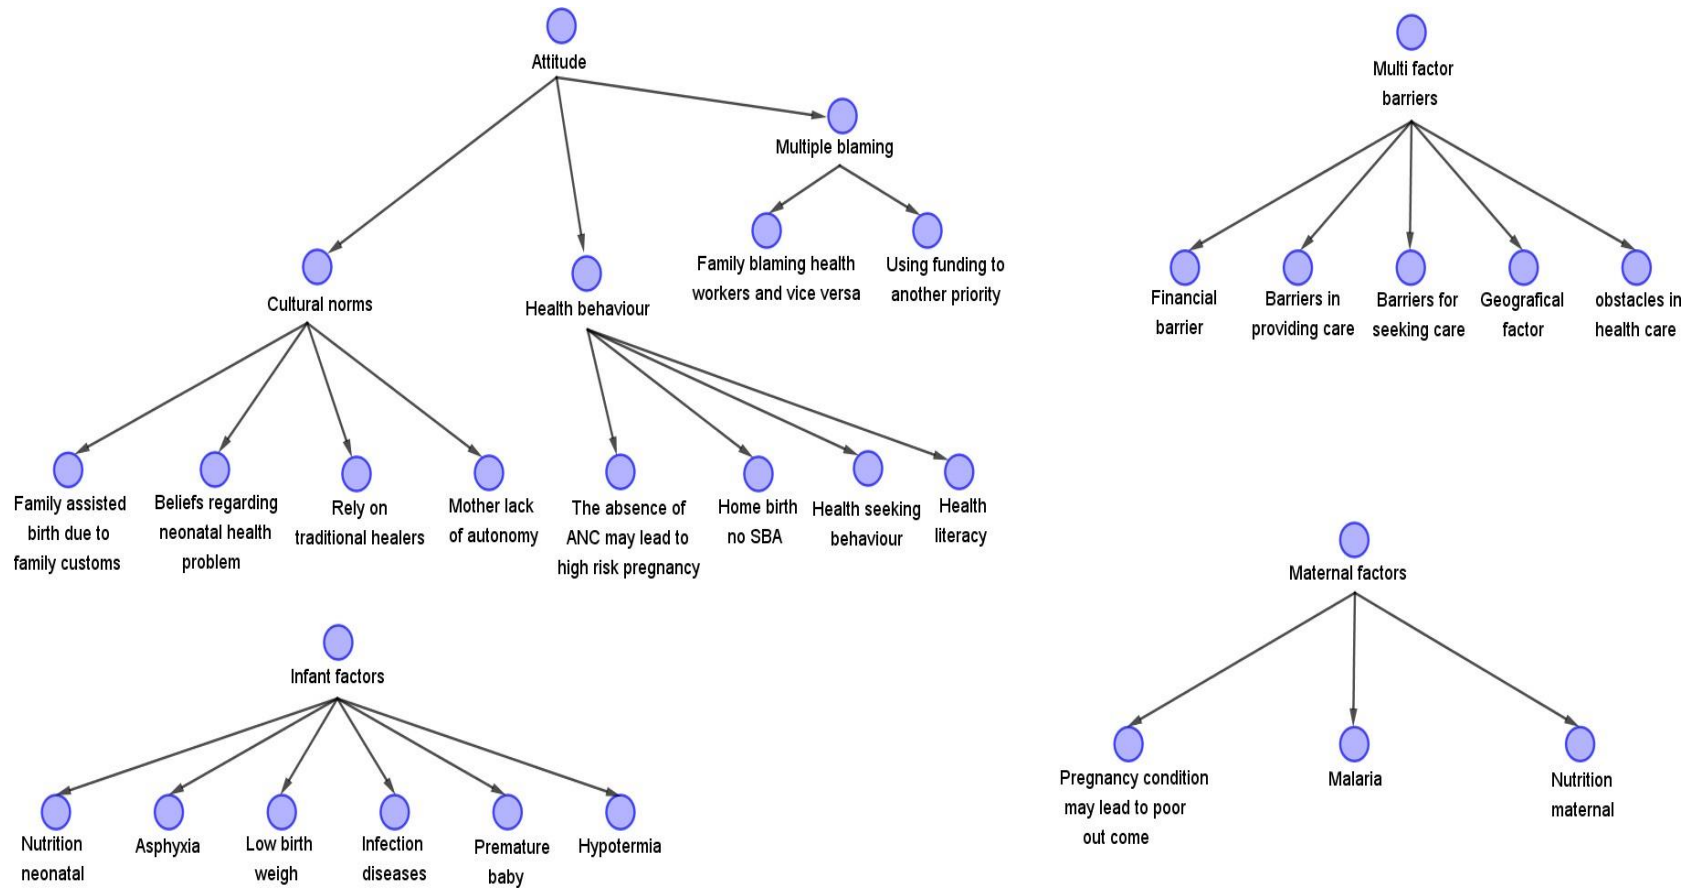 Attitude
Multiple blaming
Family blaming health
workers and vice versa
Using funding to
another priority
Cultural norms
Health behaviour
Family assisted
birth due to
family customs
Beliefs regarding
neonatal health
problem
Rely on
traditional healers
Mother lack
of autonomy
The absence of
ANC may lead to
high risk pregnancy
Home birth
no SBA
Health seeking
behaviour
Health
literacy
Multi factor
barriers
Financial
barrier
Barriers in
providing care
Barriers for
seeking care
Geografical
factor
obstacles in
health care
Infant factors
Nutrition
neonatal
Asphyxia
Low birth
weigh
Infection
diseases
Premature
baby
Hypotermia
Maternal factors
Pregnancy condition
may lead to poor
out come
Malaria
Nutrition
maternal